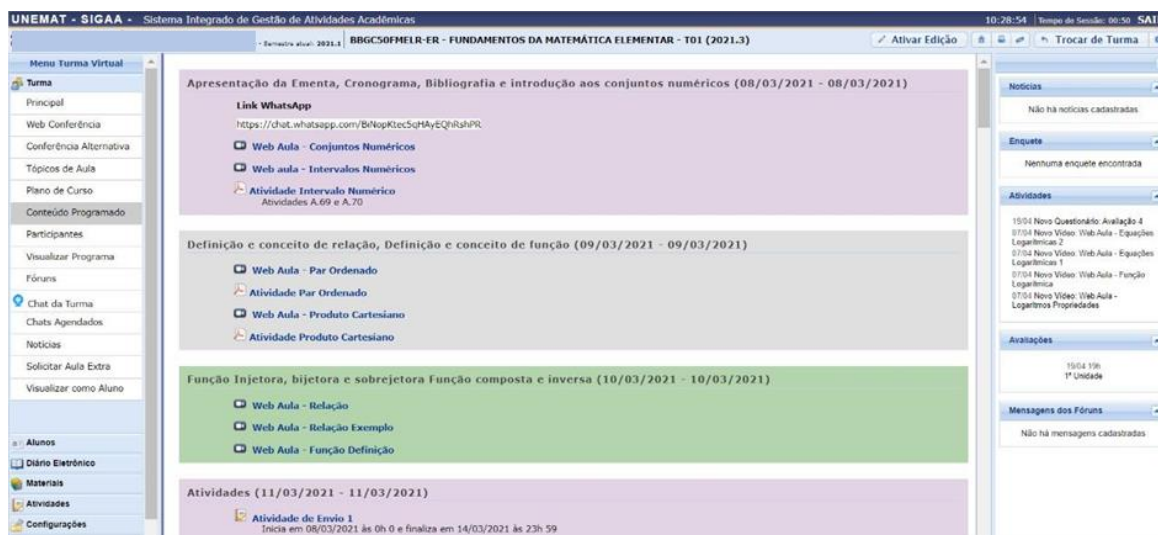 UNEMAT - SIGAA - Sistema Integrado de Gestão de Atividades Acadêmicas
10:28:54 Tempo de Sessão: 00:50 SAI
- Semestre atual: 2021.1
BBGC50FMELR-ER - FUNDAMENTOS DA MATEMÁTICA ELEMENTAR - T01 (2021.3)
Ativar Edição
Trocar de Turma
Menu Turma Virtual
Turma
Principal
Web Conferência
Conferência Alternativa
Tópicos de Aula
Plano de Curso
Conteúdo Programado
Participantes
Visualizar Programa
Fóruns
Chat da Turma
Chats Agendados
Notícias
Solicitar Aula Extra
Visualizar como Aluno
Alunos
Diário Eletrônico
Materiais
Atividades
Configurações
Apresentação da Ementa, Cronograma, Bibliografia e introdução aos conjuntos numéricos (08/03/2021 - 08/03/2021)
Link WhatsApp
https://chat.whatsapp.com/BiNopKtec5qHAyEQhRshPR
Web Aula - Conjuntos Numéricos
Web aula - Intervalos Numéricos
Atividade Intervalo Numérico
Atividades A.69 e A.70
Definição e conceito de relação, Definição e conceito de função (09/03/2021 - 09/03/2021)
Web Aula - Par Ordenado
Atividade Par Ordenado
Web Aula - Produto Cartesiano
Atividade Produto Cartesiano
Função Injetora, bijetora e sobrejetora Função composta e inversa (10/03/2021 - 10/03/2021)
Web Aula - Relação
Web Aula - Relação Exemplo
Web Aula - Função Definição
Atividades (11/03/2021 - 11/03/2021)
Atividade de Envio 1
Inicia em 08/03/2021 às 0h 0 e finaliza em 14/03/2021 às 23h 59
Notícias
Não há notícias cadastradas
Enquete
Nenhuma enquete encontrada
Atividades
19/04 Novo Questionário: Avaliação 4
07/04 Novo Vídeo: Web Aula - Equações
Logarítmicas 2
07/04 Novo Vídeo: Web Aula - Equações
Logarítmicas 1
07/04 Novo Vídeo: Web Aula - Função
Logarítmica
07/04 Novo Vídeo: Web Aula -
Logaritmos Propriedades
Avaliações
19/04 19h
1ª Unidade
Mensagens dos Fóruns
Não há mensagens cadastradas